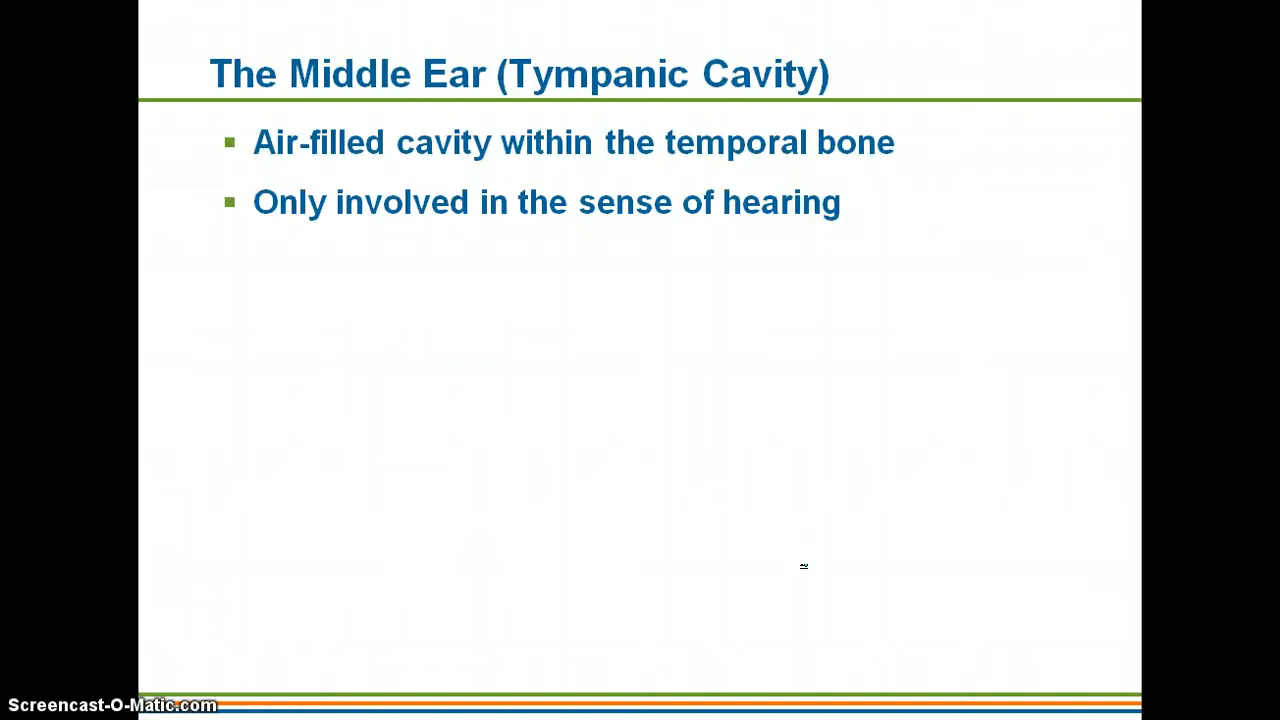 The Middle Ear (Tympanic Cavity)
Air-filled cavity within the temporal bone
Only involved in the sense of hearing
Screencast-O-Matic.com